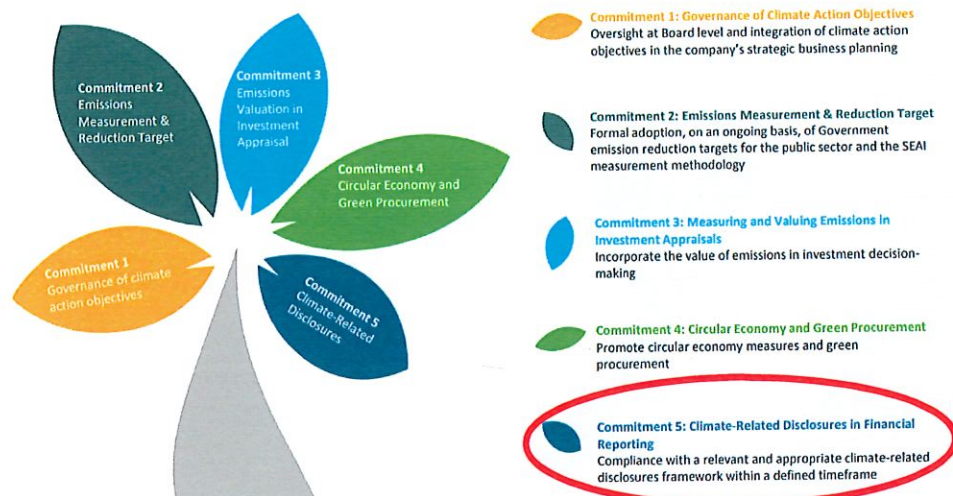 Commitment 2
Emissions
Measurement &
Reduction Target
Commitment 3
Emissions
Valuation in
Investment
Appraisal
Commitment 4
Circular Economy and
Green Procurement
Commitment 1
Governance of climate
action objectives
Commitment 5
Climate-Related
Disclosures
Commitment 1: Governance of Climate Action Objectives
Oversight at Board level and integration of climate action
objectives in the company's strategic business planning
Commitment 2: Emissions Measurement & Reduction Target
Formal adoption, on an ongoing basis, of Government
emission reduction targets for the public sector and the SEAI
measurement methodology
Commitment 3: Measuring and Valuing Emissions in
Investment Appraisals
Incorporate the value of emissions in investment decision-
making
Commitment 4: Circular Economy and Green Procurement
Promote circular economy measures and green
procurement
Commitment 5: Climate-Related Disclosures in Financial
Reporting
Compliance with a relevant and appropriate climate-related
disclosures framework within a defined timeframe